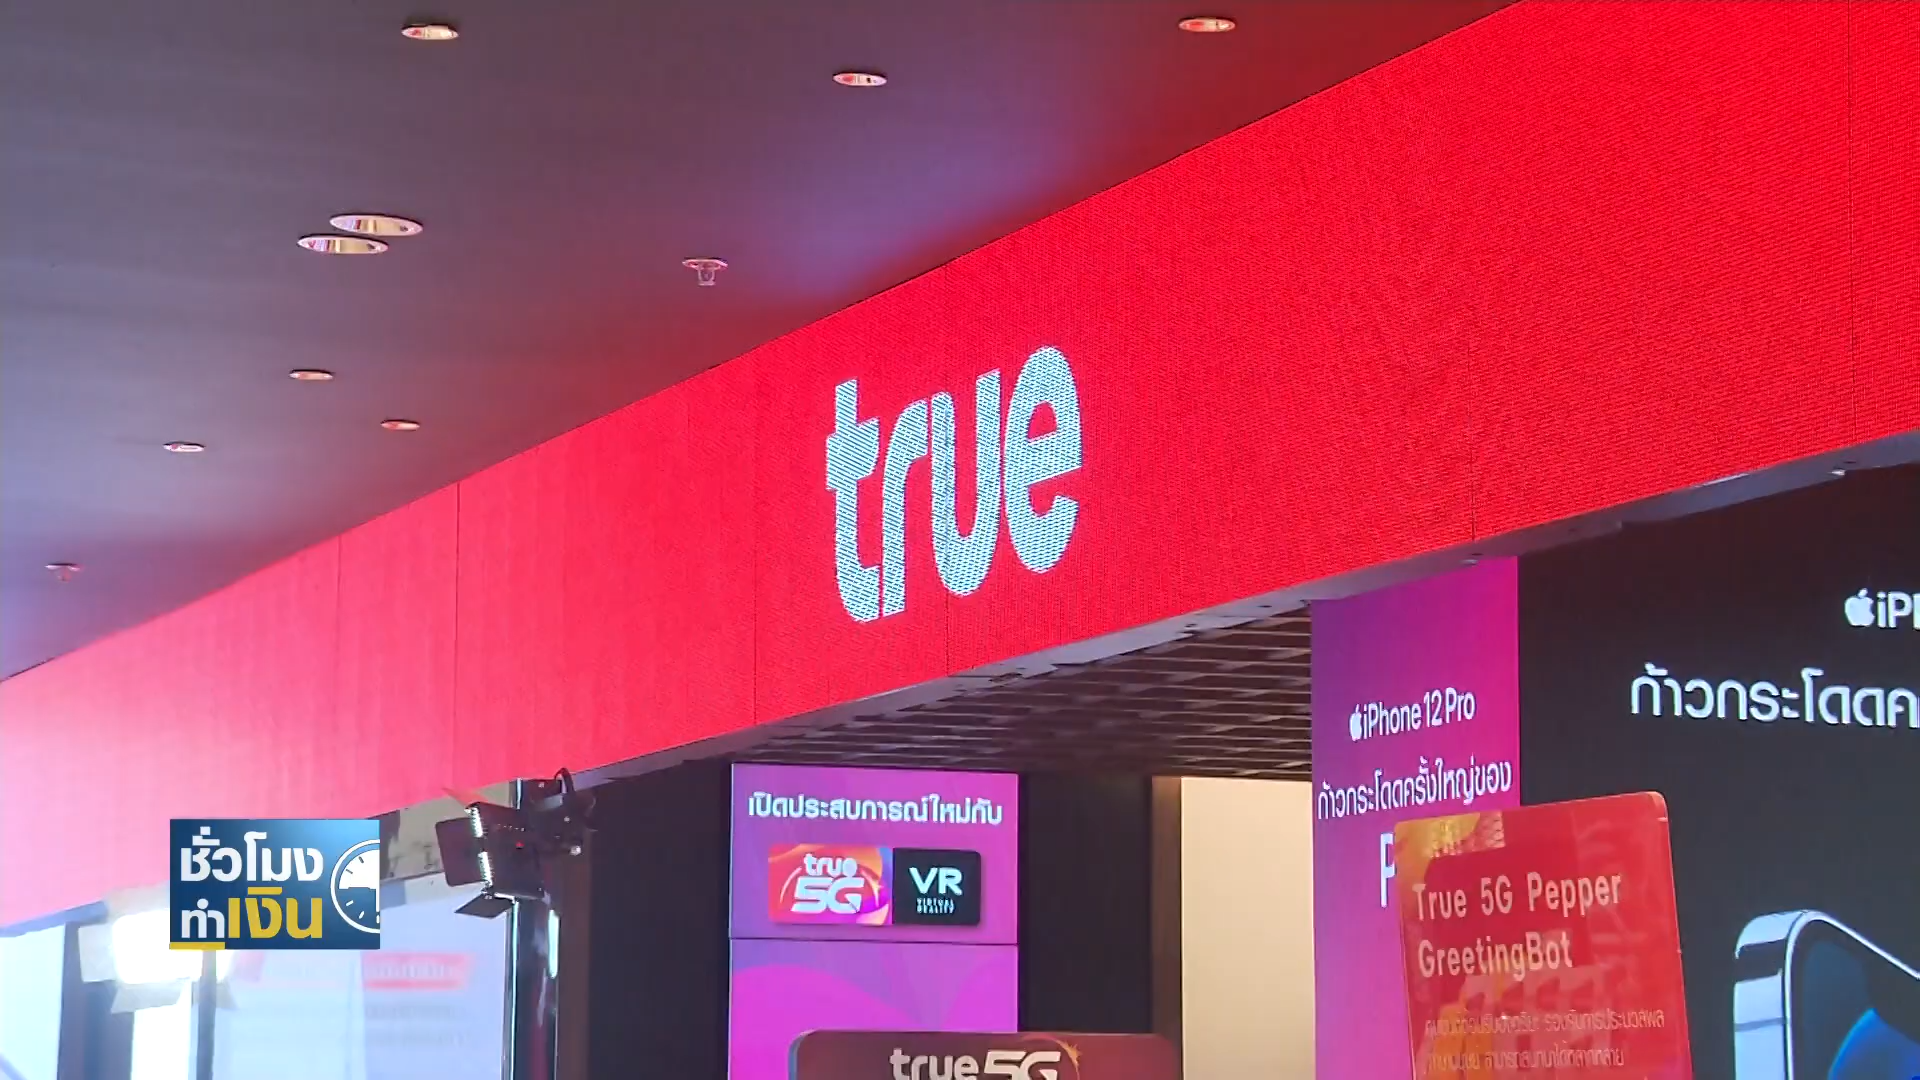 true
iPhone 12 Pro
ก้าวกระโดดครั้งใหญ่ของ
P
ก้าวกระโดดค
เปิดประสบการณ์ใหม่กับ
true
5G
VR
VIRTUAL
REALITY
ชั่วโมง
ทำเงิน
True 5G Pepper
GreetingBot
true 5G